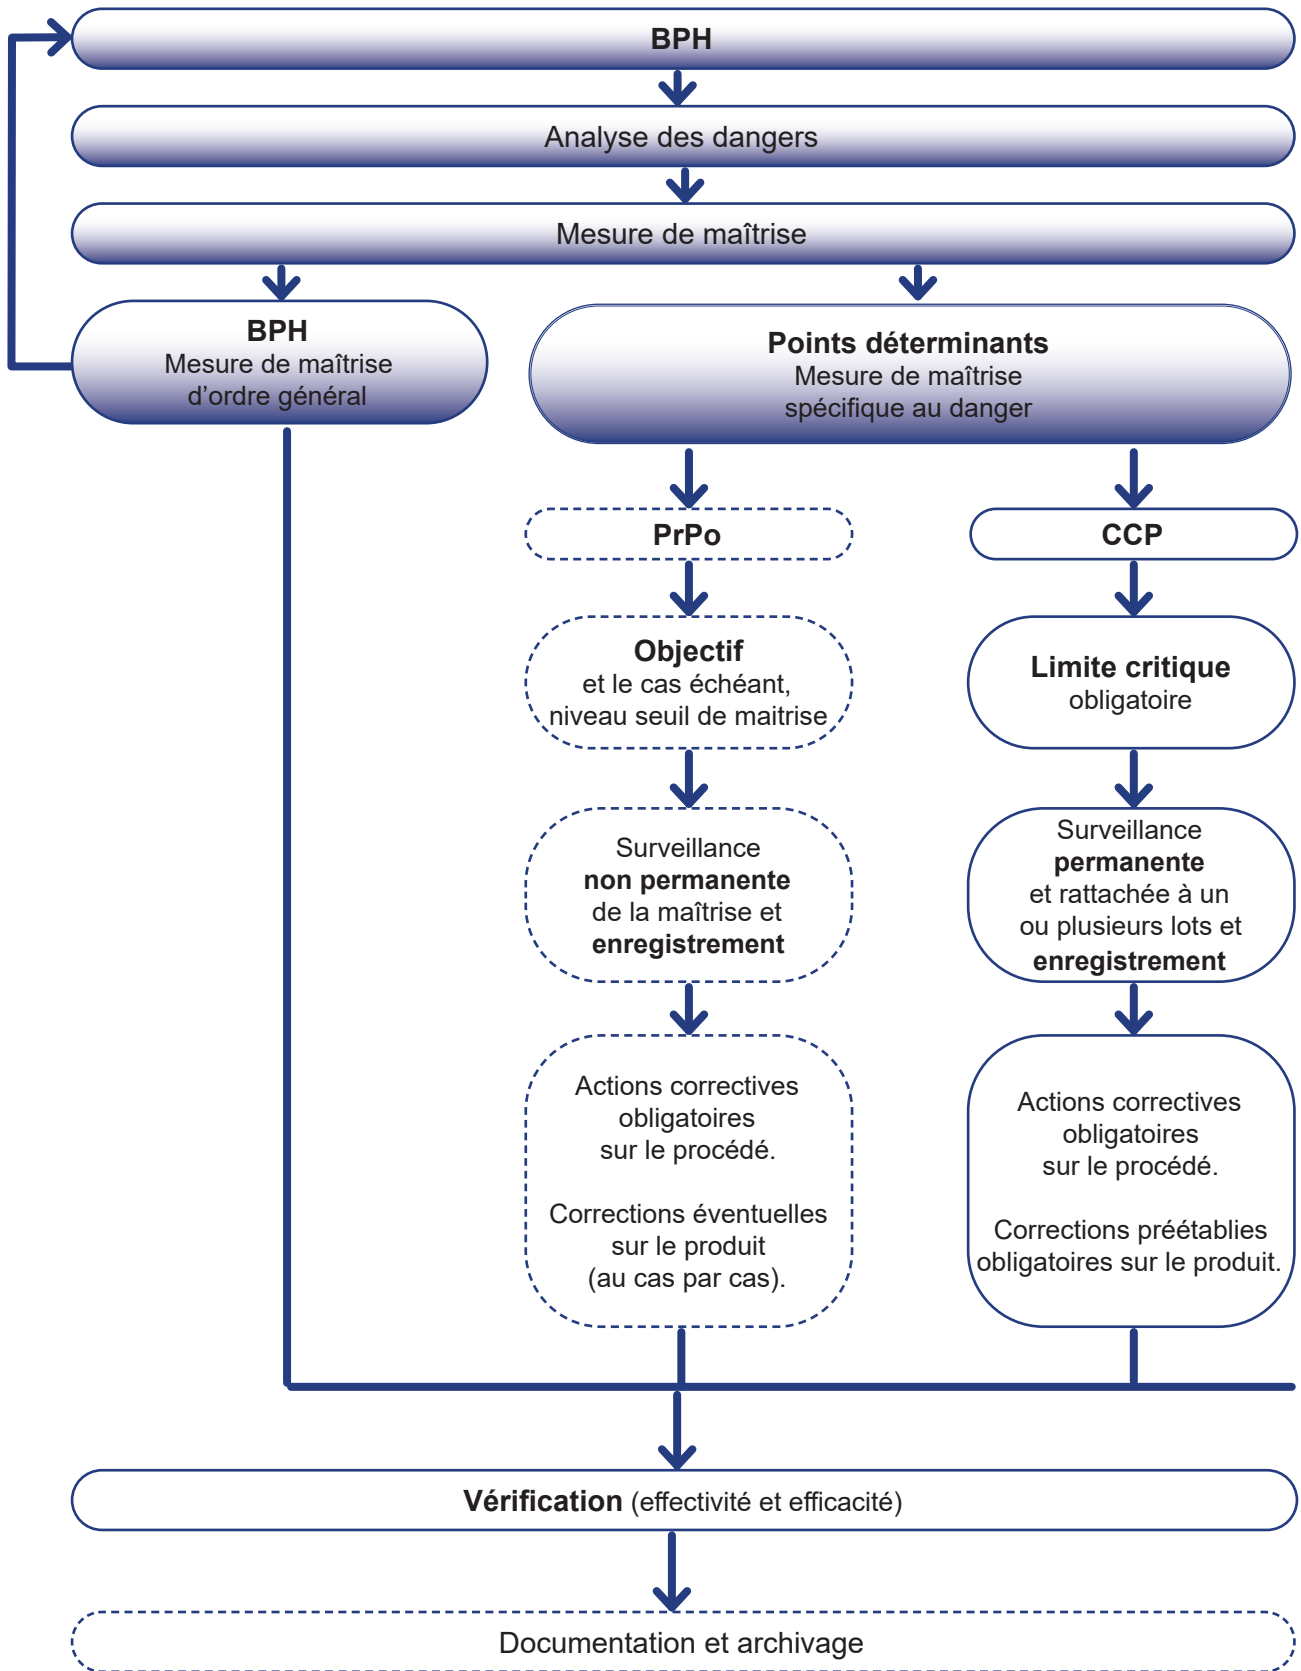 BPH
Analyse des dangers
Mesure de maîtrise
BPH
Mesure de maîtrise
d’ordre général
Points déterminants
Mesure de maîtrise
spécifique au danger
PrPo
Objectif
et le cas échéant,
niveau seuil de maitrise
Surveillance
non permanente
de la maîtrise et
enregistrement
Actions correctives
obligatoires
sur le procédé.
Corrections éventuelles
sur le produit
(au cas par cas).
CCP
Limite critique
obligatoire
Surveillance
permanente
et rattachée à un
ou plusieurs lots et
enregistrement
Actions correctives
obligatoires
sur le procédé.
Corrections préétablies
obligatoires sur le produit.
Vérification (effectivité et efficacité)
Documentation et archivage